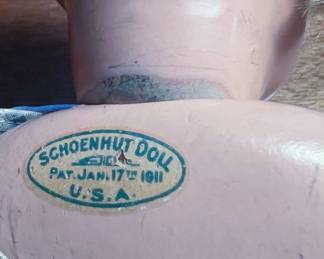 SCHOENHUT DOLL
PAT. JAN. 17TH 1911
U.S.A.